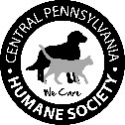 CENTRAL PENNSYLVANIA
We Care
• HUMANE SOCIETY •